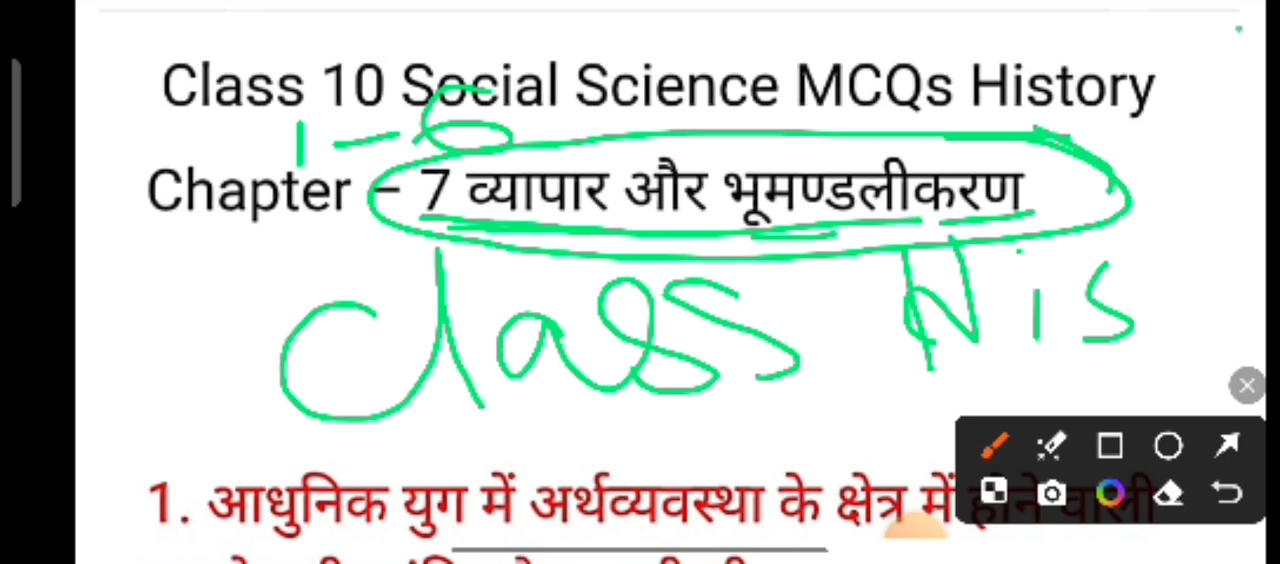 Class 10 Social Science MCQs History
1 - 6
Chapter - 7 व्यापार और भूमण्डलीकरण
Class Nis
1. आधुनिक युग में अर्थव्यवस्था के क्षेत्र में होने वाली